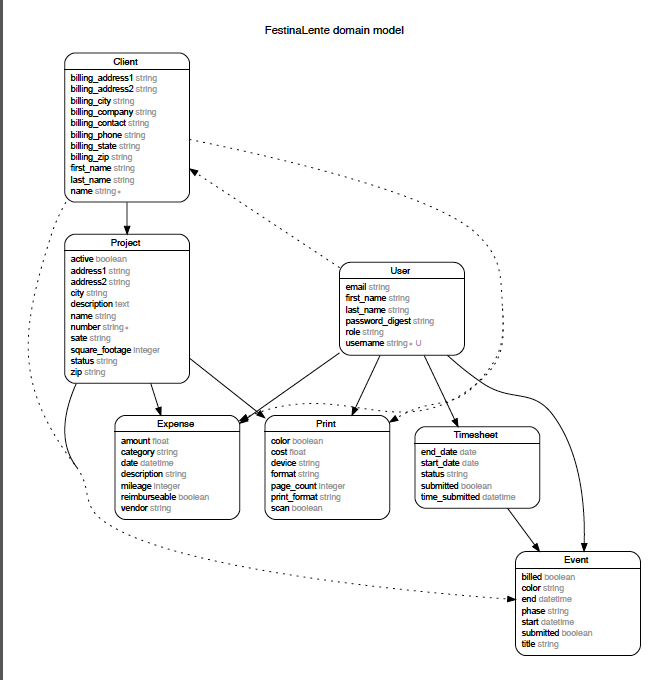 FestinaLente domain model
Client
billing_address1 string
billing_address2 string
billing_city string
billing_company string
billing_contact string
billing_phone string
billing_state string
billing_zip string
first_name string
last_name string
name string *
Project
active boolean
address1 string
address2 string
city string
description text
name string
number string *
sate string
square_footage integer
status string
zip string
User
email string
first_name string
last_name string
password_digest string
role string
username string * U
Expense
amount float
category string
date datetime
description string
mileage integer
reimburseable boolean
vendor string
Print
color boolean
cost float
device string
format string
page_count integer
print_format string
scan boolean
Timesheet
end_date date
start_date date
status string
submitted boolean
time_submitted datetime
Event
billed boolean
color string
end datetime
phase string
start datetime
submitted boolean
title string